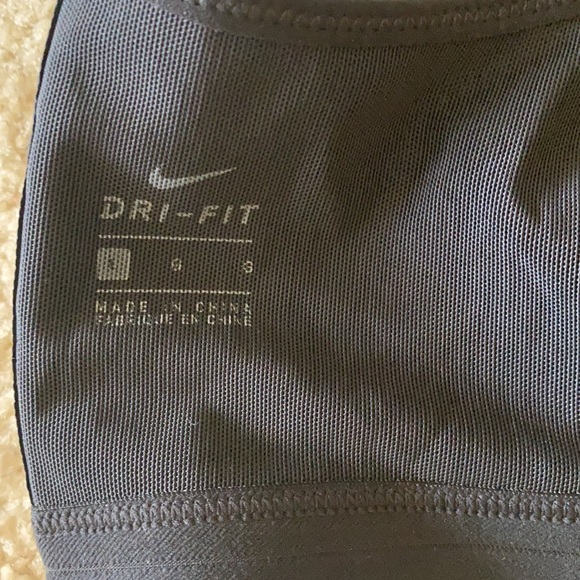 DRI-FIT
L G G
MADE IN CHINA
FABRIQUÉ EN CHINE